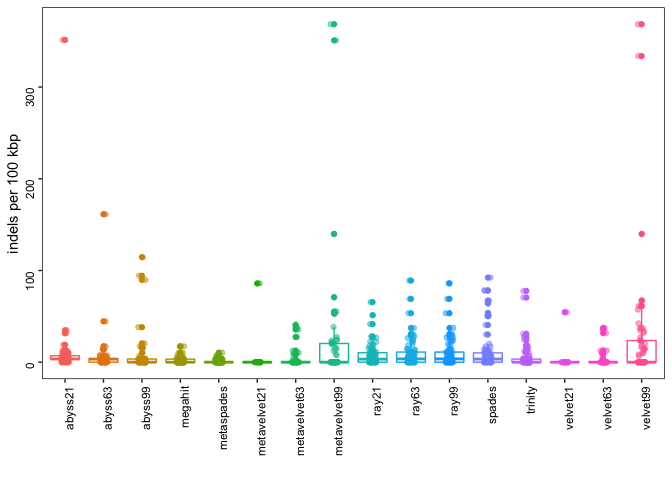 indels per 100 kbp
300
200
100
0
abyss21
abyss63
abyss99
megahit
metaspades
metavelvet21
metavelvet63
metavelvet99
ray21
ray63
ray99
spades
trinity
velvet21
velvet63
velvet99